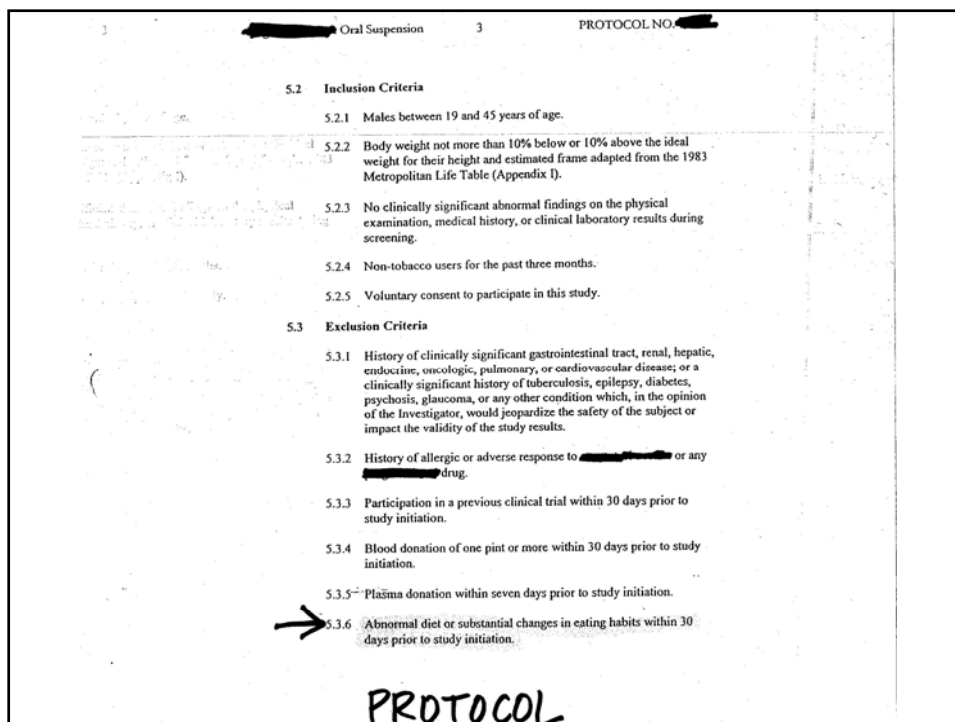 3
Oral Suspension 3 PROTOCOL NO.
5.2 Inclusion Criteria
5.2.1 Males between 19 and 45 years of age.
5.2.2 Body weight not more than 10% below or 10% above the ideal
weight for their height and estimated frame adapted from the 1983
Metropolitan Life Table (Appendix I).
5.2.3 No clinically significant abnormal findings on the physical
examination, medical history, or clinical laboratory results during
screening.
5.2.4 Non-tobacco users for the past three months.
5.2.5 Voluntary consent to participate in this study.
5.3 Exclusion Criteria
5.3.1 History of clinically significant gastrointestinal tract, renal, hepatic,
endocrine, oncologic, pulmonary, or cardiovascular disease; or a
clinically significant history of tuberculosis, epilepsy, diabetes,
psychosis, glaucoma, or any other condition which, in the opinion
of the Investigator, would jeopardize the safety of the subject or
impact the validity of the study results.
5.3.2 History of allergic or adverse response to or any
drug.
5.3.3 Participation in a previous clinical trial within 30 days prior to
study initiation.
5.3.4 Blood donation of one pint or more within 30 days prior to study
initiation.
5.3.5 Plasma donation within seven days prior to study initiation.
5.3.6 Abnormal diet or substantial changes in eating habits within 30
days prior to study initiation.
PROTOCOL